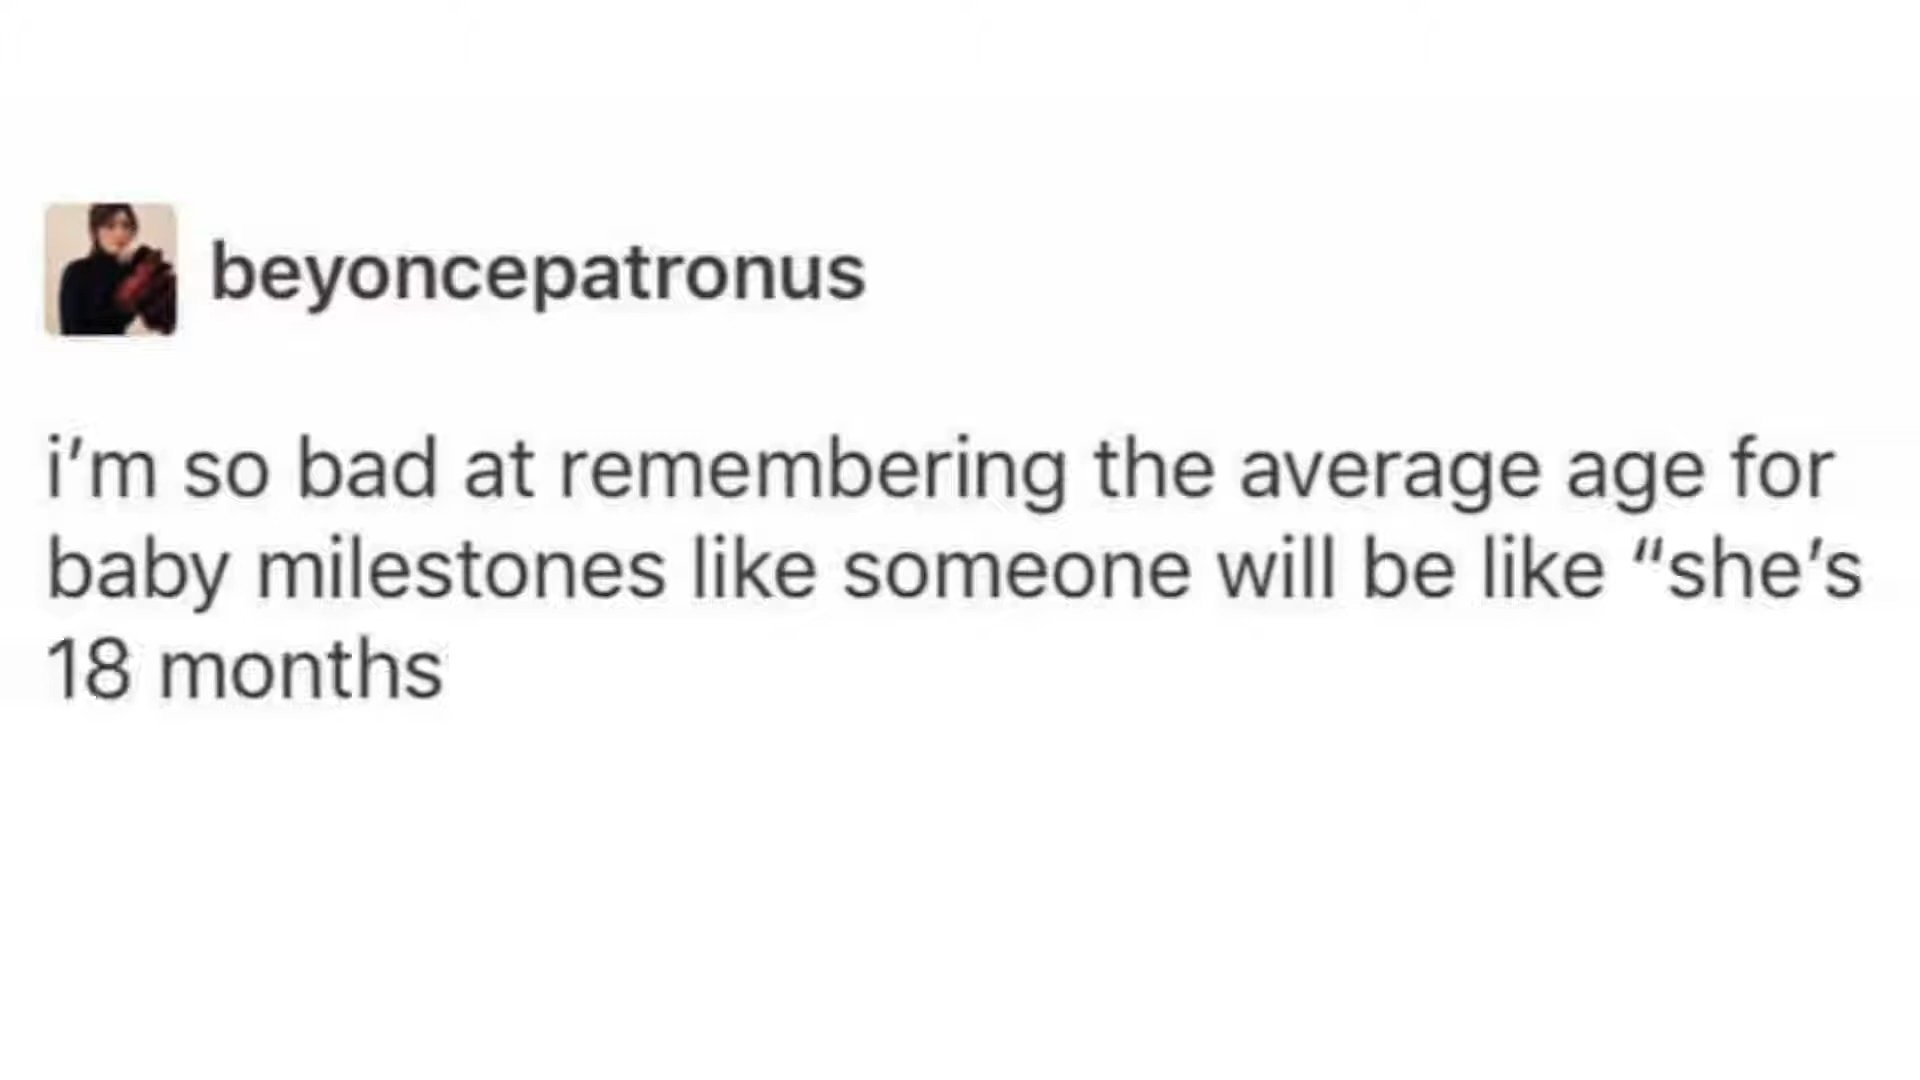 beyoncepatronus
i’m so bad at remembering the average age for
baby milestones like someone will be like “she’s
18 months